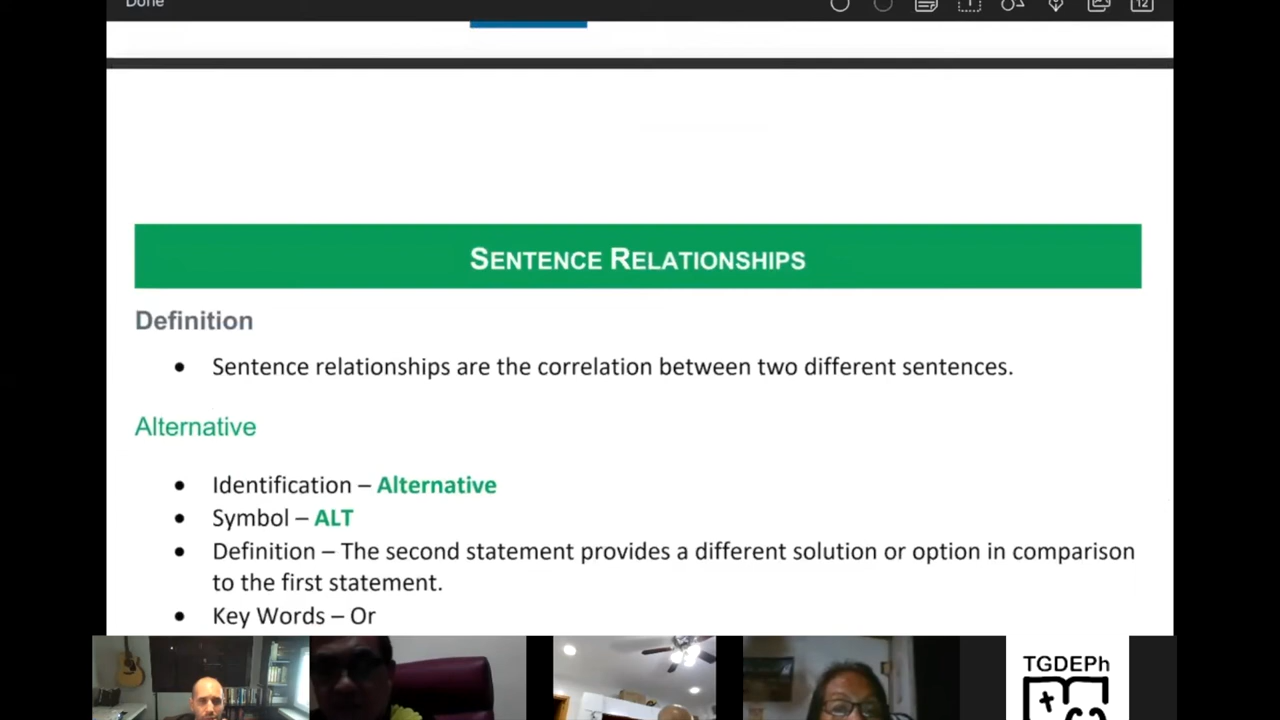 Done
12
SENTENCE RELATIONSHIPS
Definition
• Sentence relationships are the correlation between two different sentences.
Alternative
• Identification – Alternative
• Symbol – ALT
• Definition – The second statement provides a different solution or option in comparison
to the first statement.
• Key Words – Or
TGDEPh